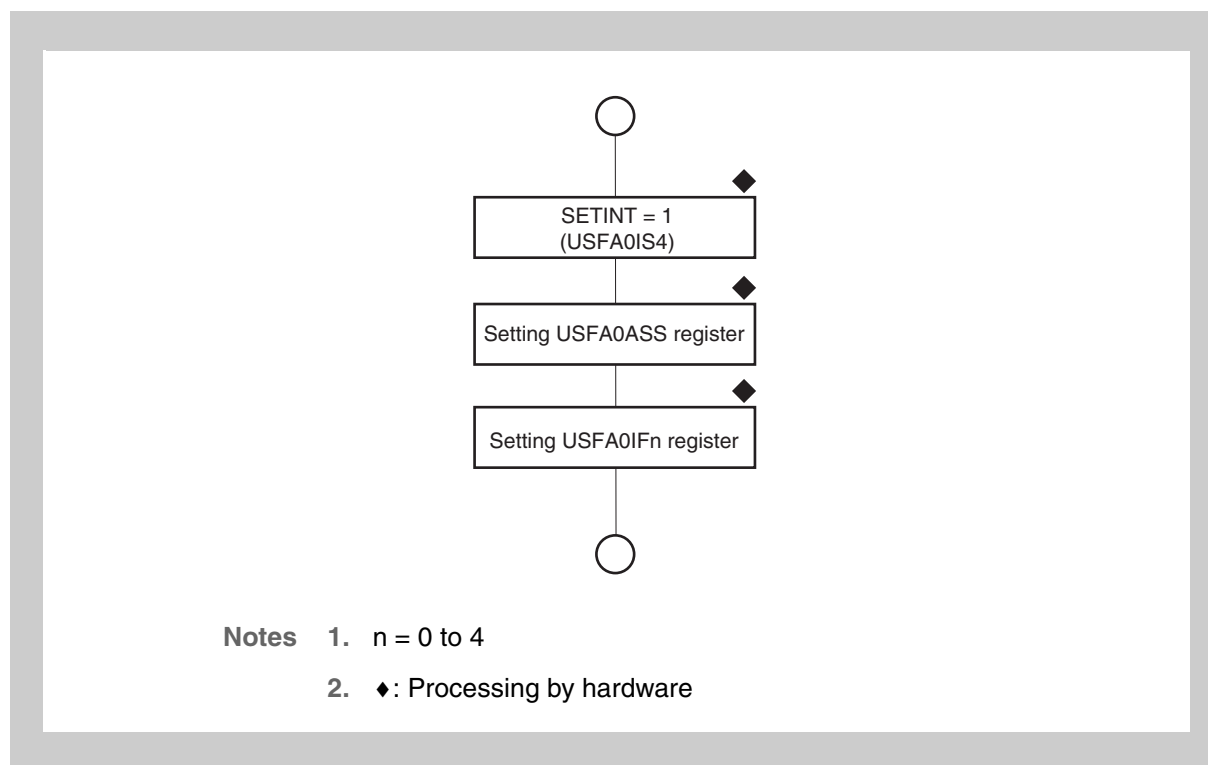 SETINT = 1
(USFA0IS4)
Setting USFA0ASS register
Setting USFA0IFn register
Notes 1. n = 0 to 4
2. ♦: Processing by hardware